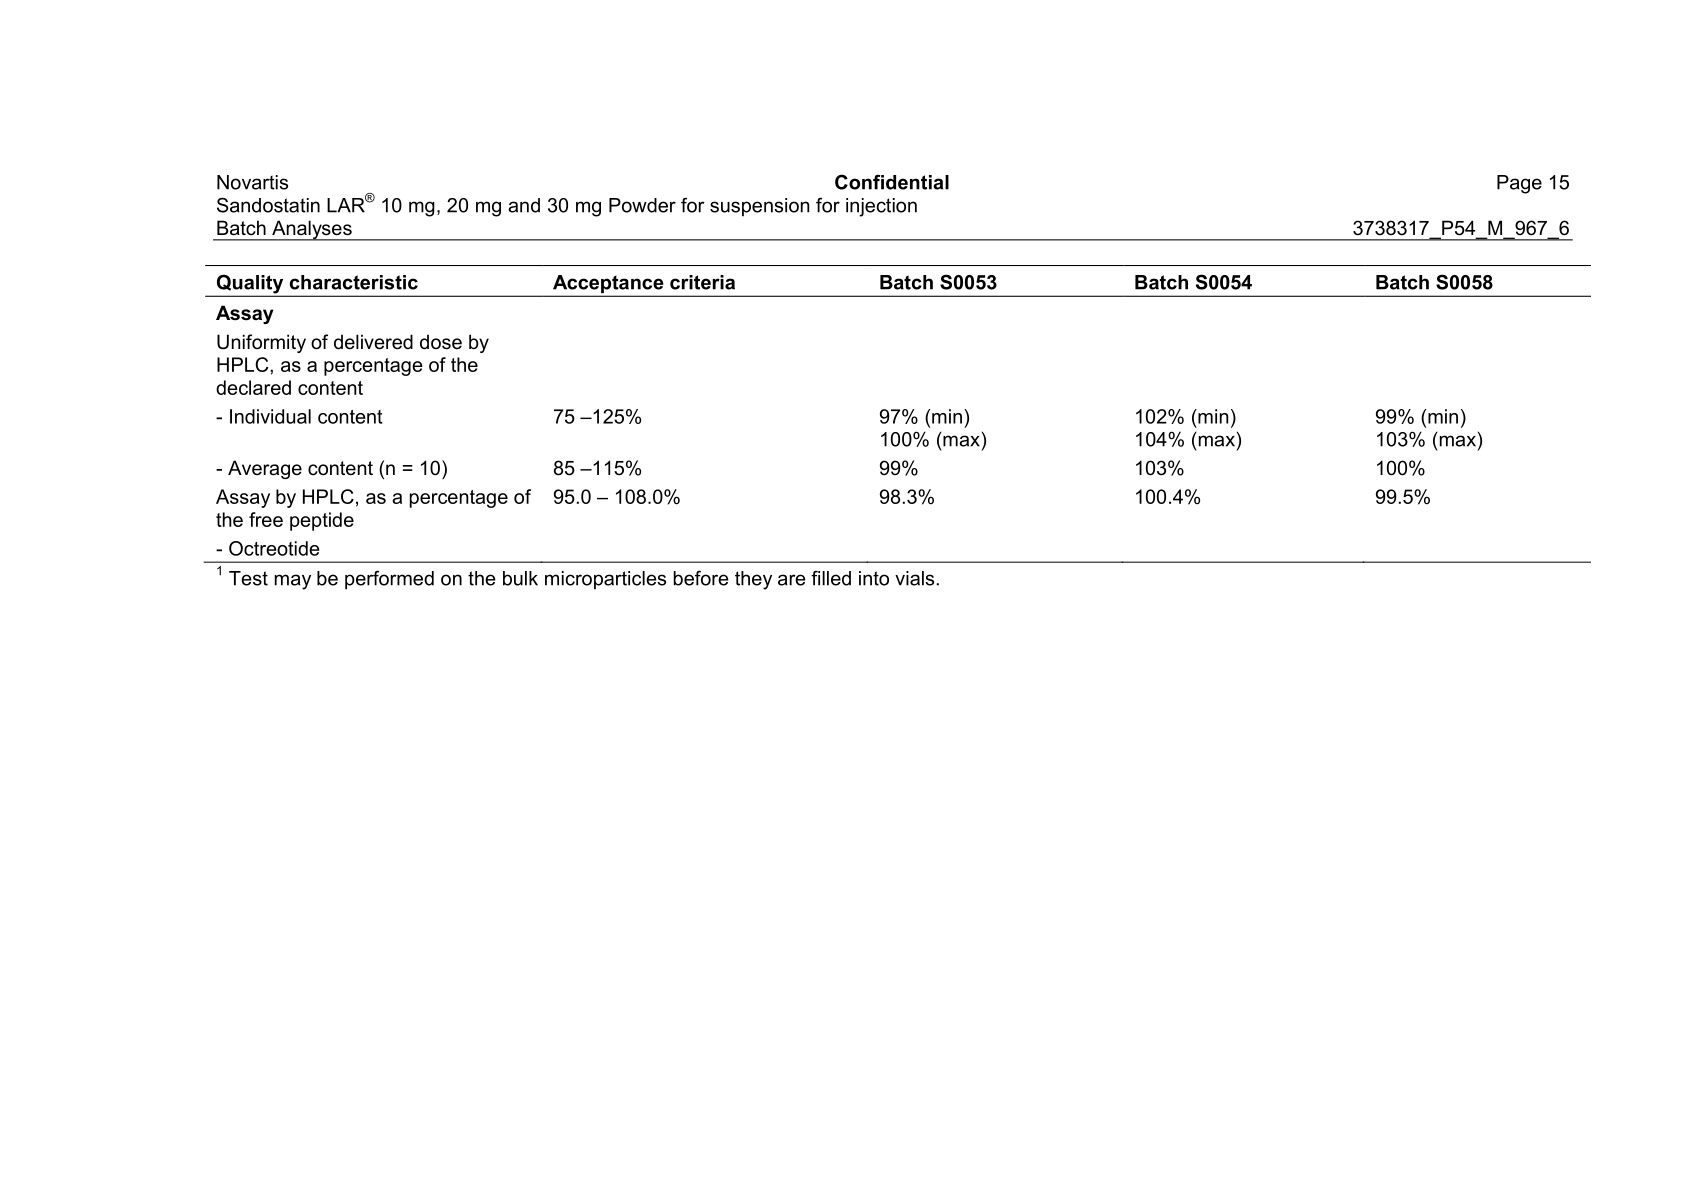 Novartis Confidential Page 15
Sandostatin LAR® 10 mg, 20 mg and 30 mg Powder for suspension for injection
Batch Analyses 3738317_P54_M_967_6
Quality characteristic Acceptance criteria Batch S0053 Batch S0054 Batch S0058
Assay
Uniformity of delivered dose by
HPLC, as a percentage of the
declared content
- Individual content 75 –125% 97% (min) 102% (min) 99% (min)
100% (max) 104% (max) 103% (max)
- Average content (n = 10) 85 –115% 99% 103% 100%
Assay by HPLC, as a percentage of 95.0 – 108.0% 98.3% 100.4% 99.5%
the free peptide
- Octreotide
1 Test may be performed on the bulk microparticles before they are filled into vials.